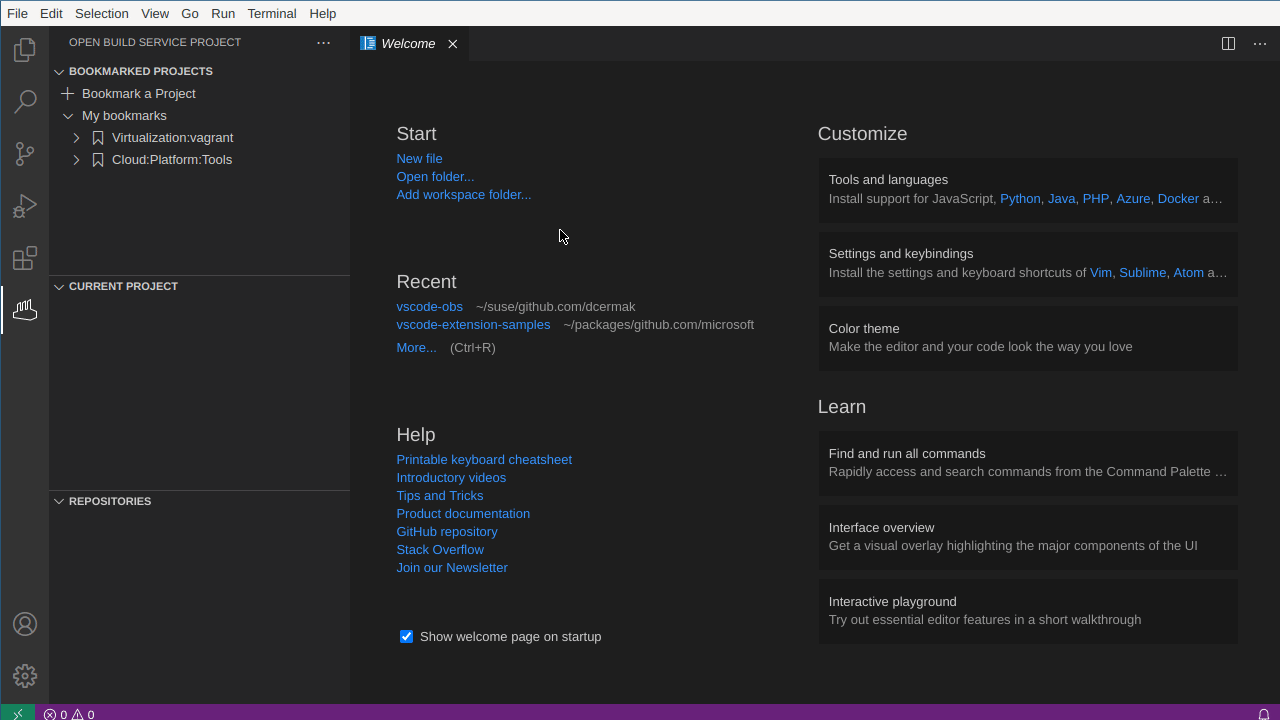 File Edit Selection View Go Run Terminal Help
OPEN BUILD SERVICE PROJECT
BOOKMARKED PROJECTS
Bookmark a Project
My bookmarks
Virtualization:vagrant
Cloud:Platform:Tools
CURRENT PROJECT
REPOSITORIES
Welcome
Start
New file
Open folder...
Add workspace folder...
Recent
vscode-obs ~/suse/github.com/dcermak
vscode-extension-samples ~/packages/github.com/microsoft
More... (Ctrl+R)
Help
Printable keyboard cheatsheet
Introductory videos
Tips and Tricks
Product documentation
GitHub repository
Stack Overflow
Join our Newsletter
Show welcome page on startup
Customize
Tools and languages
Install support for JavaScript, Python, Java, PHP, Azure, Docker a…
Settings and keybindings
Install the settings and keyboard shortcuts of Vim, Sublime, Atom a…
Color theme
Make the editor and your code look the way you love
Learn
Find and run all commands
Rapidly access and search commands from the Command Palette …
Interface overview
Get a visual overlay highlighting the major components of the UI
Interactive playground
Try out essential editor features in a short walkthrough
0 0